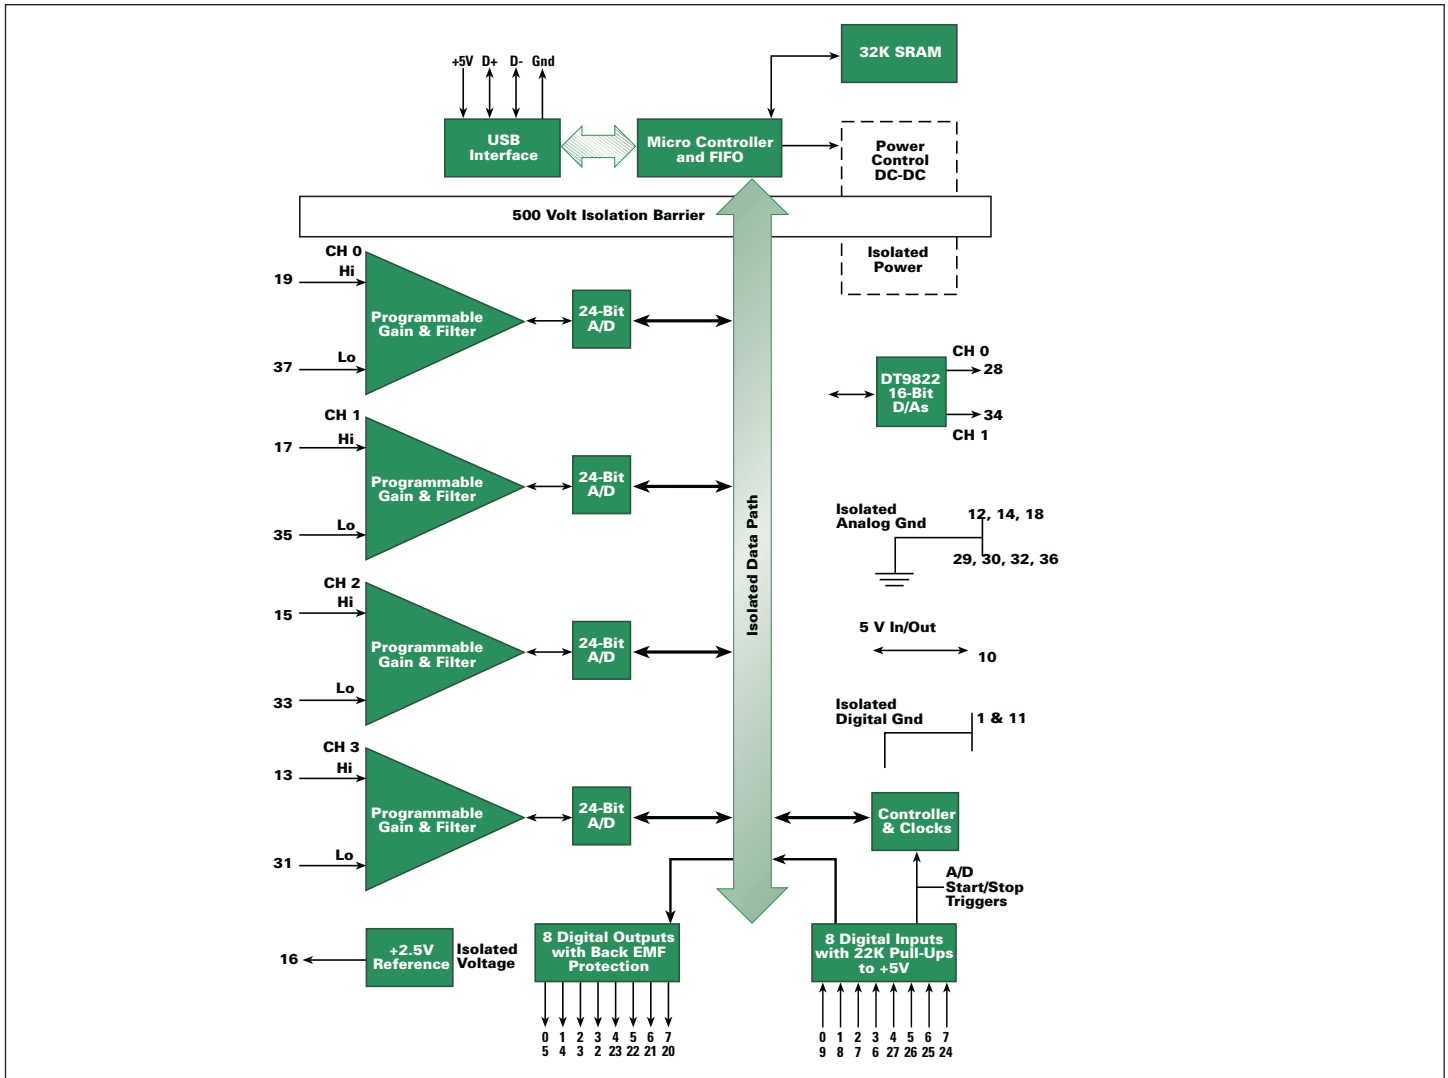 32K SRAM
+5V D+ D- Gnd
USB
Interface
Micro Controller
and FIFO
Power
Control
DC-DC
500 Volt Isolation Barrier
Isolated
Power
CH 0
Hi
19
Programmable
Gain & Filter
24-Bit
A/D
Lo
37
CH 0
28
DT9822
16-Bit
D/As
34
CH 1
CH 1
Hi
17
Programmable
Gain & Filter
24-Bit
A/D
Lo
35
Isolated Data Path
Isolated
Analog Gnd
12, 14, 18
29, 30, 32, 36
CH 2
Hi
15
Programmable
Gain & Filter
24-Bit
A/D
Lo
33
5 V In/Out
10
Isolated
Digital Gnd
1 & 11
CH 3
Hi
13
Programmable
Gain & Filter
24-Bit
A/D
Lo
31
Controller
& Clocks
A/D
Start/Stop
Triggers
16
+2.5V
Reference
Isolated
Voltage
8 Digital Outputs
with Back EMF
Protection
8 Digital Inputs
with 22K Pull-Ups
to +5V
0 1 2 3 4 5 6 7
5 4 3 2 23 22 21 20
0 1 2 3 4 5 6 7
9 8 7 6 27 26 25 24